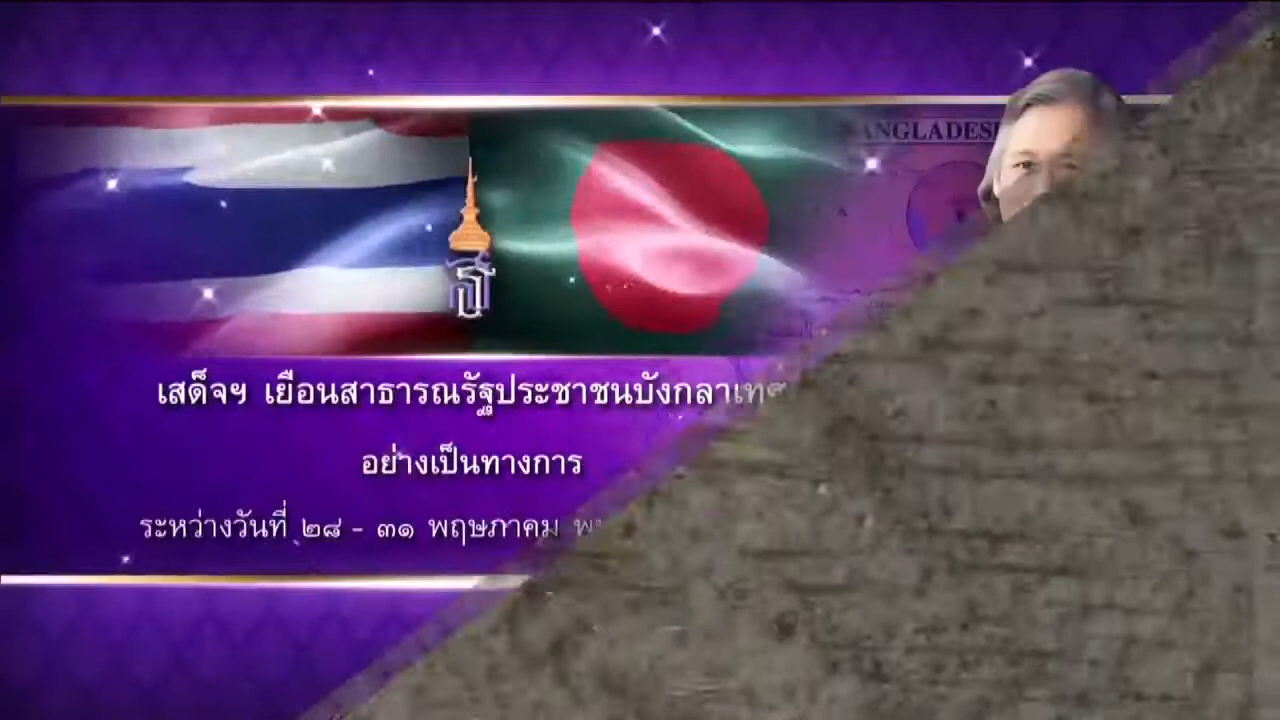 เสด็จฯ เยือนสาธารณรัฐประชาชนบังกลาเทศ
อย่างเป็นทางการ
ระหว่างวันที่ ๒๘ - ๓๑ พฤษภาคม